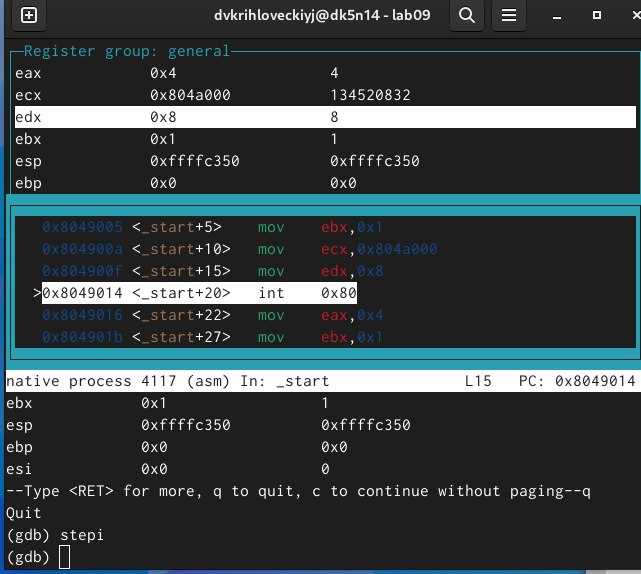 dvkrihloveckiyj@dk5n14 - lab09
Register group: general
eax 0x4 4
ecx 0x804a000 134520832
edx 0x8 8
ebx 0x1 1
esp 0xffffc350 0xffffc350
ebp 0x0 0x0
0x8049005 <_start+5> mov ebx,0x1
0x804900a <_start+10> mov ecx,0x804a000
0x804900f <_start+15> mov edx,0x8
>0x8049014 <_start+20> int 0x80
0x8049016 <_start+22> mov eax,0x4
0x804901b <_start+27> mov ebx,0x1
native process 4117 (asm) In: _start L15 PC: 0x8049014
ebx 0x1 1
esp 0xffffc350 0xffffc350
ebp 0x0 0x0
esi 0x0 0
--Type <RET> for more, q to quit, c to continue without paging--q
Quit
(gdb) stepi
(gdb)